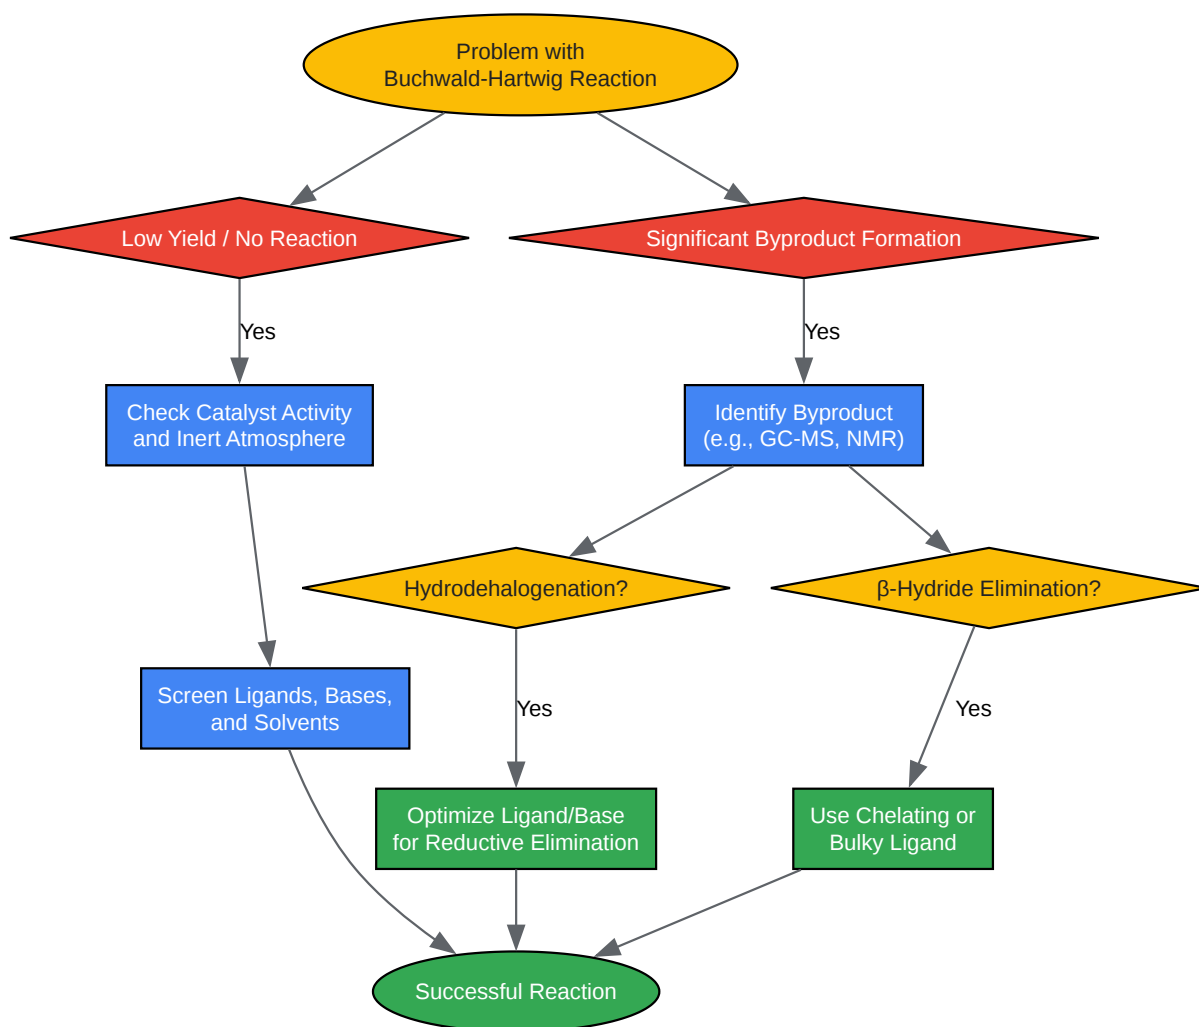 Problem with
Buchwald-Hartwig Reaction
Low Yield / No Reaction
Significant Byproduct Formation
Yes
Yes
Check Catalyst Activity
and Inert Atmosphere
Identify Byproduct
(e.g., GC-MS, NMR)
Hydrodehalogenation?
β-Hydride Elimination?
Screen Ligands, Bases,
and Solvents
Yes
Yes
Optimize Ligand/Base
for Reductive Elimination
Use Chelating or
Bulky Ligand
Successful Reaction